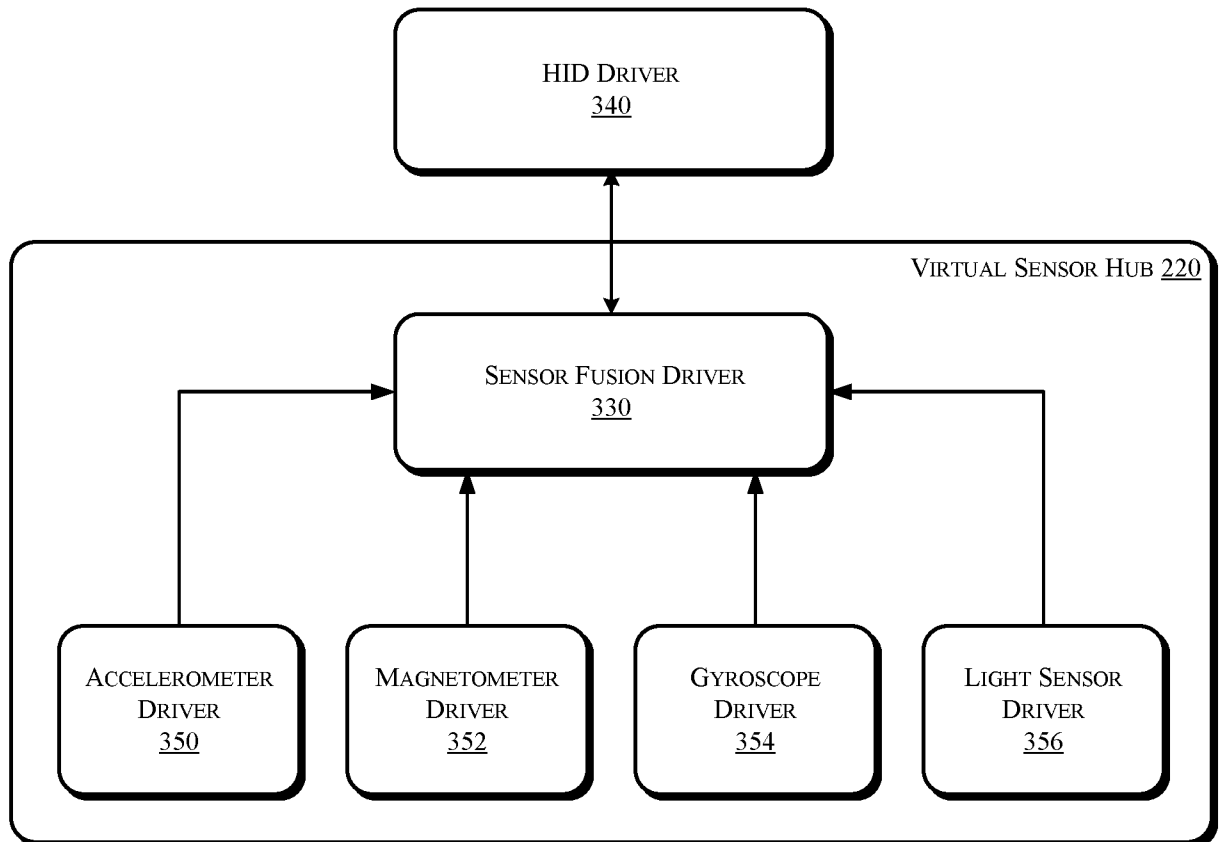 HID DRIVER
340
VIRTUAL SENSOR HUB 220
SENSOR FUSION DRIVER
330
ACCELEROMETER
DRIVER
350
MAGNETOMETER
DRIVER
352
GYROSCOPE
DRIVER
354
LIGHT SENSOR
DRIVER
356